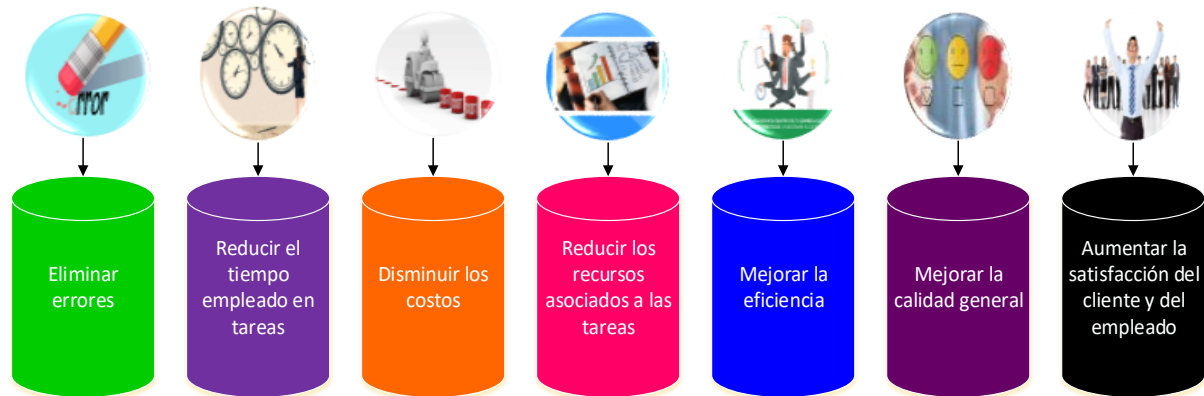 error
Eliminar
errores
Reducir el
tiempo
empleado en
tareas
Disminuir los
costos
Reducir los
recursos
asociados a las
tareas
Mejorar la
eficiencia
Mejorar la
calidad general
Aumentar la
satisfacción del
cliente y del
empleado